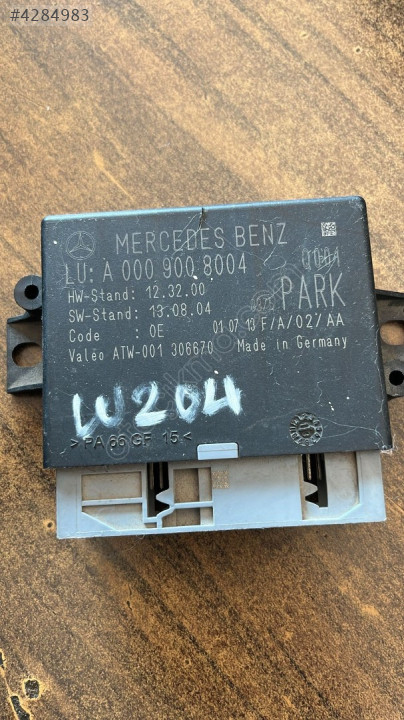 #4284983
MERCEDES BENZ
LU: A 000 900 8004
HW-Stand: 12.32.00
PARK
SW-Stand: 13.08.04
Code : 0E 01 07 13 F/A/02/AA
Valeo ATW-001 306670 Made in Germany
W204
>PA 66 GF 15<